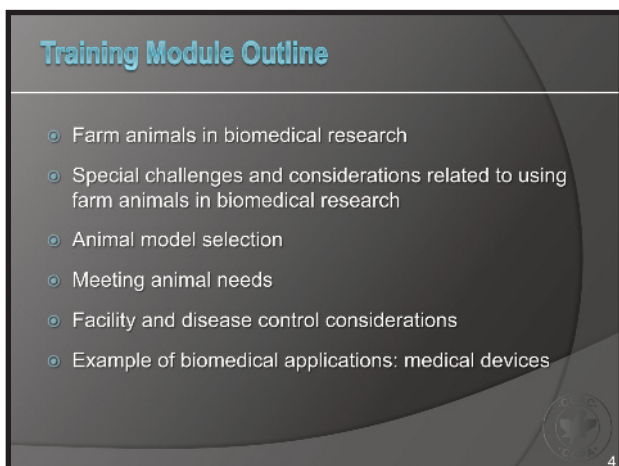 Training Module Outline
Farm animals in biomedical research
Special challenges and considerations related to using
farm animals in biomedical research
Animal model selection
Meeting animal needs
Facility and disease control considerations
Example of biomedical applications: medical devices
4